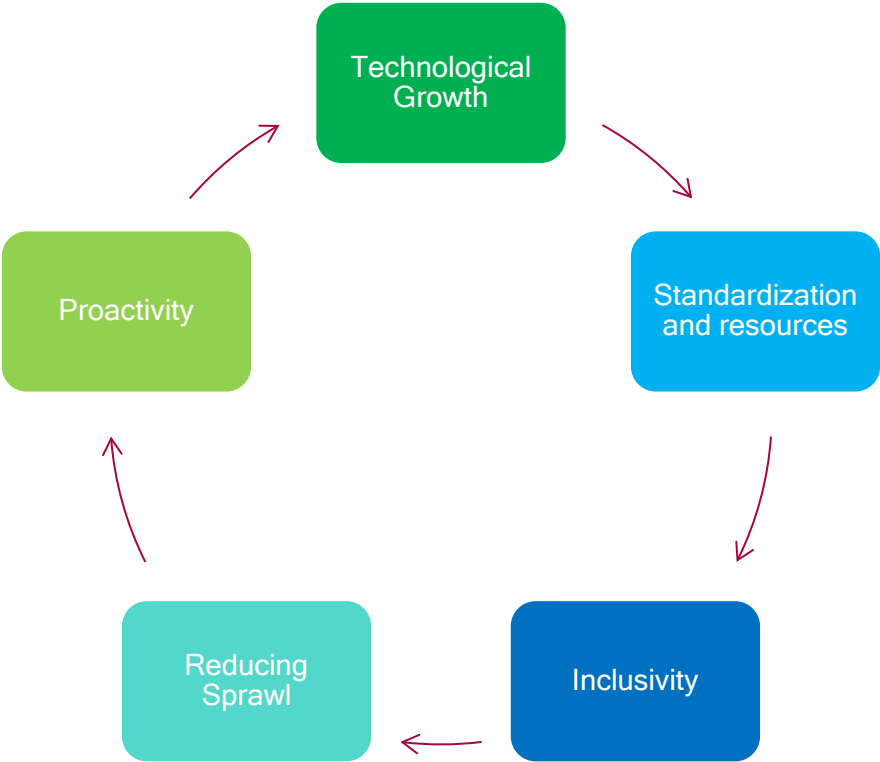 Technological
Growth
Standardization
and resources
Inclusivity
Reducing
Sprawl
Proactivity